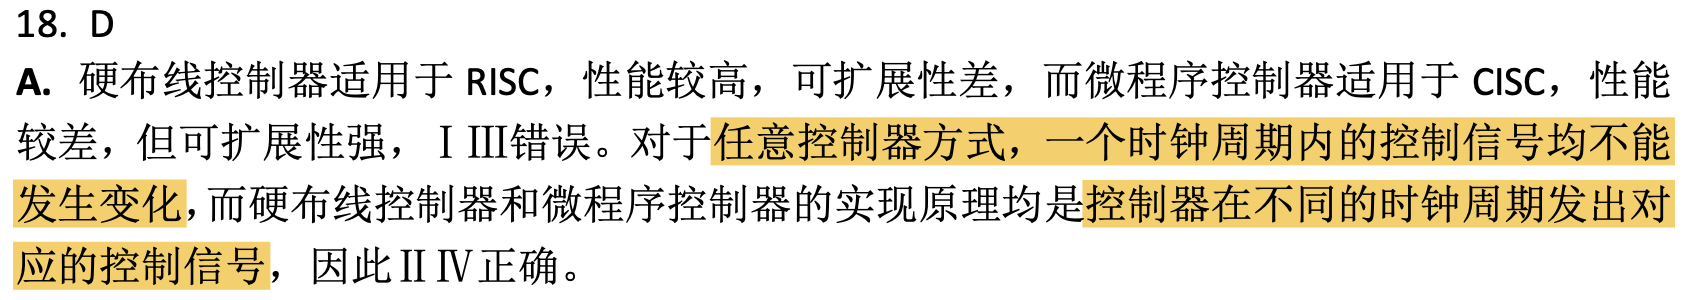 18. D
A. 硬布线控制器适用于 RISC，性能较高，可扩展性差，而微程序控制器适用于 CISC，性能
较差，但可扩展性强，ⅠⅢ错误。对于任意控制器方式，一个时钟周期内的控制信号均不能
发生变化，而硬布线控制器和微程序控制器的实现原理均是控制器在不同的时钟周期发出对
应的控制信号，因此ⅡⅣ正确。